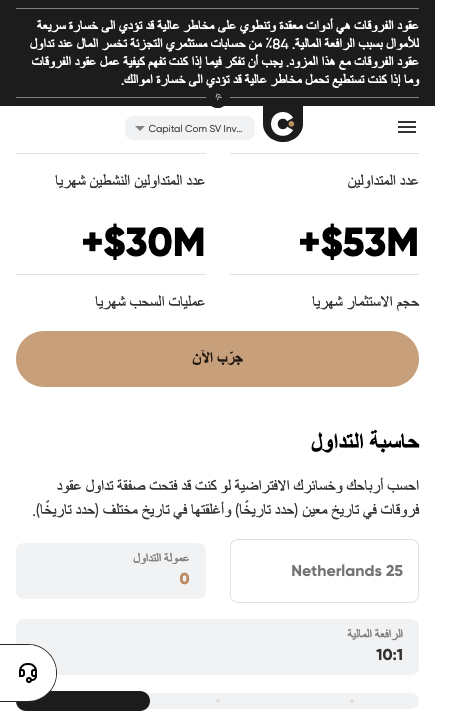 عقود الفروقات هي أدوات معقدة وتنطوي على مخاطر عالية قد تؤدي الى خسارة سريعة
للأموال بسبب الرافعة المالية. 84٪ من حسابات مستثمري التجزئة تخسر المال عند تداول
عقود الفروقات مع هذا المزود. يجب أن تفكر فيما إذا كنت تفهم كيفية عمل عقود الفروقات
وما إذا كنت تستطيع تحمل مخاطر عالية قد تؤدي الى خسارة اموالك.
Capital Com SV Inv...
عدد المتداولين
عدد المتداولين النشطين شهريا
$53M+
$30M+
حجم الاستثمار شهريا
عمليات السحب شهريا
جرّب الآن
حاسبة التداول
احسب أرباحك وخسائرك الافتراضية لو كنت قد فتحت صفقة تداول عقود
فروقات في تاريخ معين (حدد تاريخًا) وأغلقتها في تاريخ مختلف (حدد تاريخًا).
Netherlands 25
عمولة التداول
0
الرافعة المالية
10:1